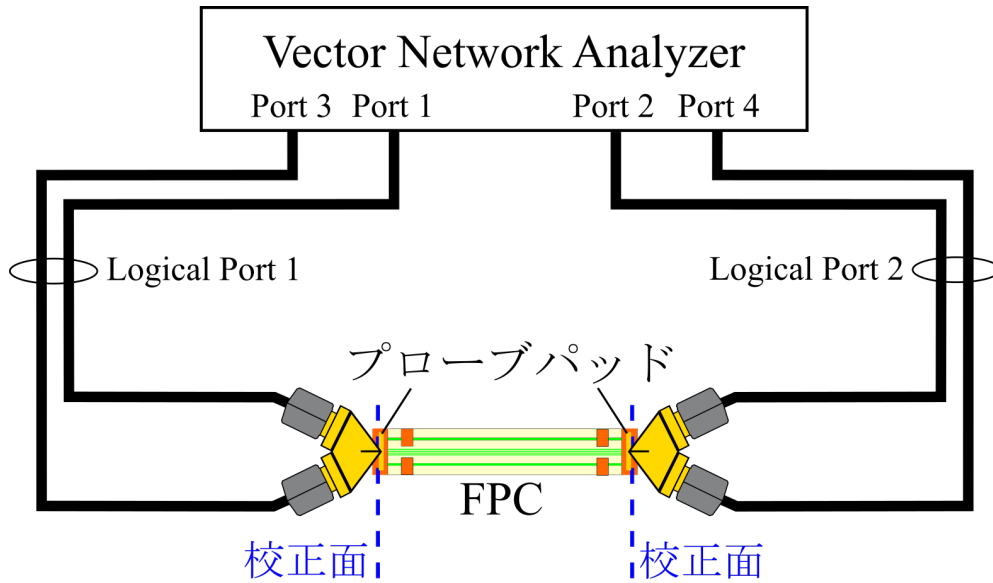 Vector Network Analyzer
Port 3 Port 1 Port 2 Port 4
Logical Port 1
Logical Port 2
プローブパッド
FPC
校正面
校正面